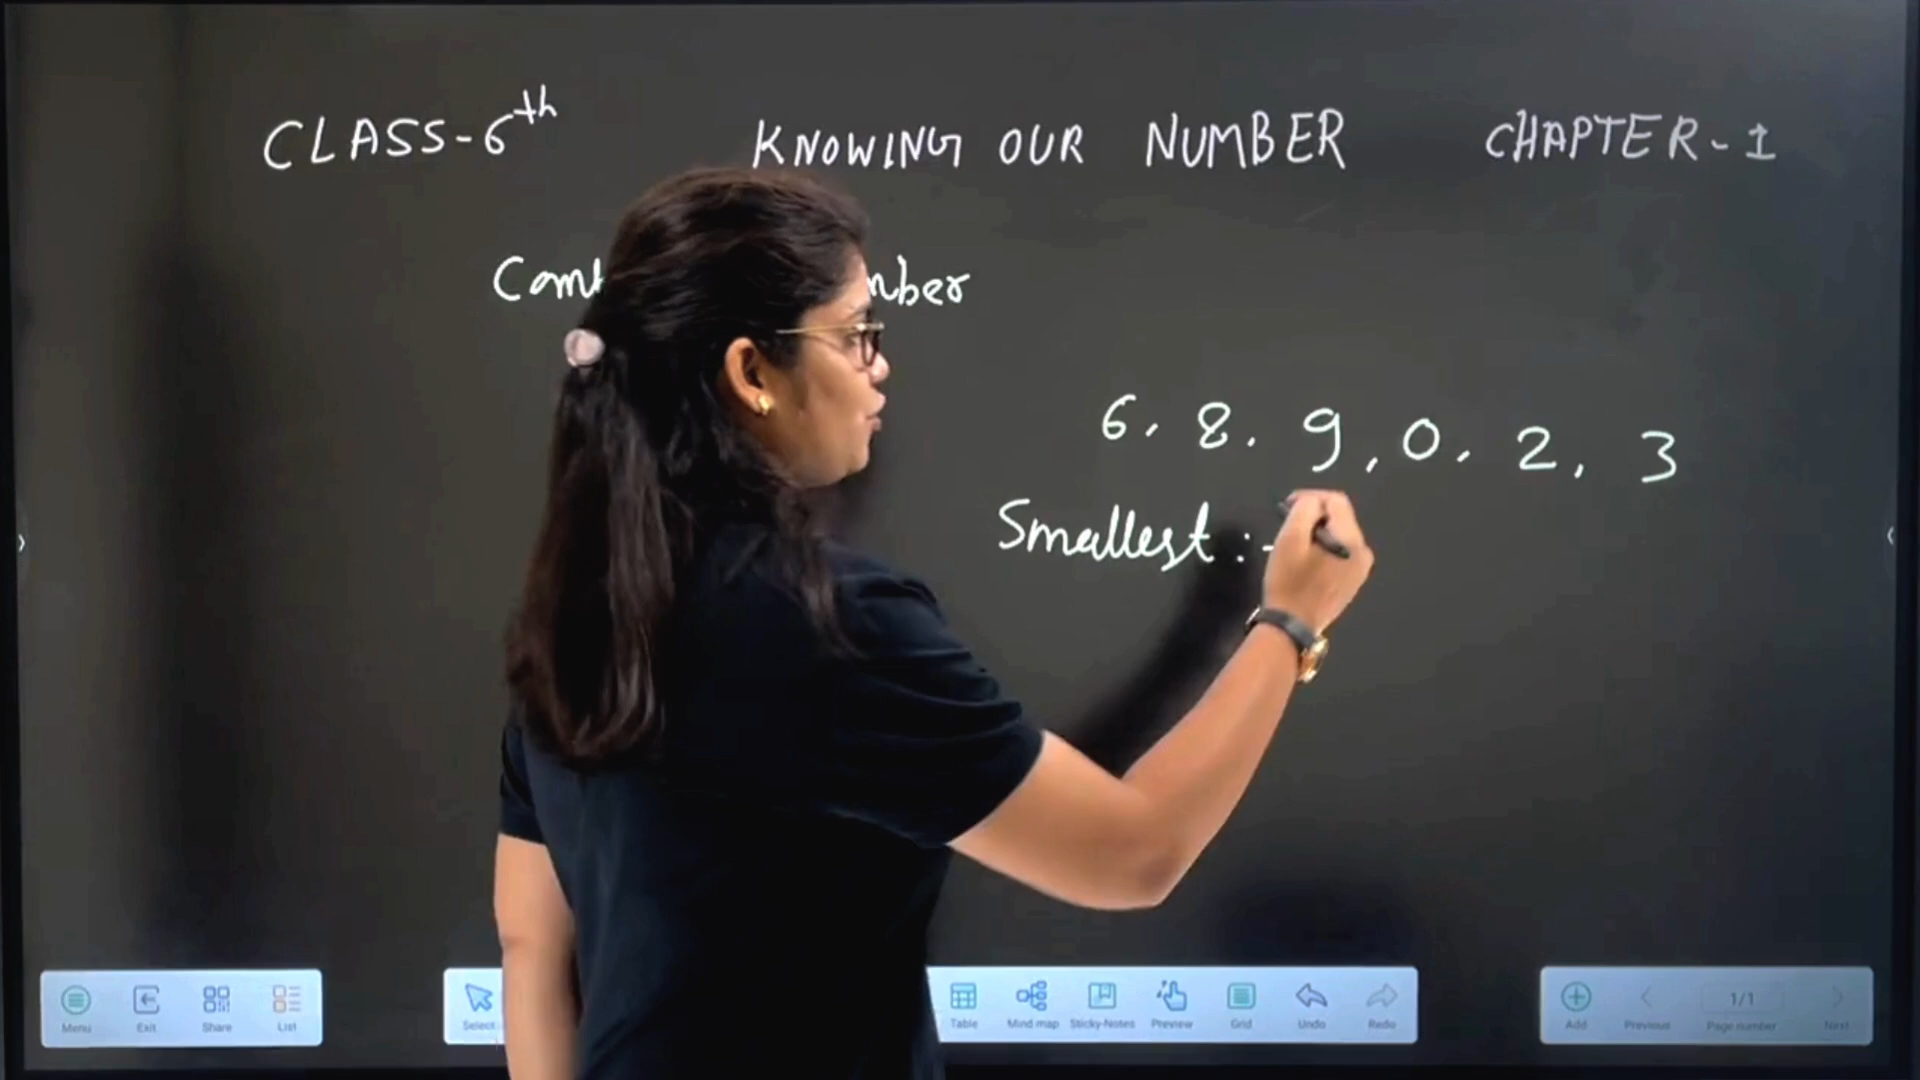 CLASS-6th KNOWING OUR NUMBER CHAPTER-1
6, 8, 9, 0, 2, 3
Smallest :-
Menu Exit Share List Select Table Mind map Sticky-Notes Preview Grid Undo Redo Add Previous 1/1 Page number Next